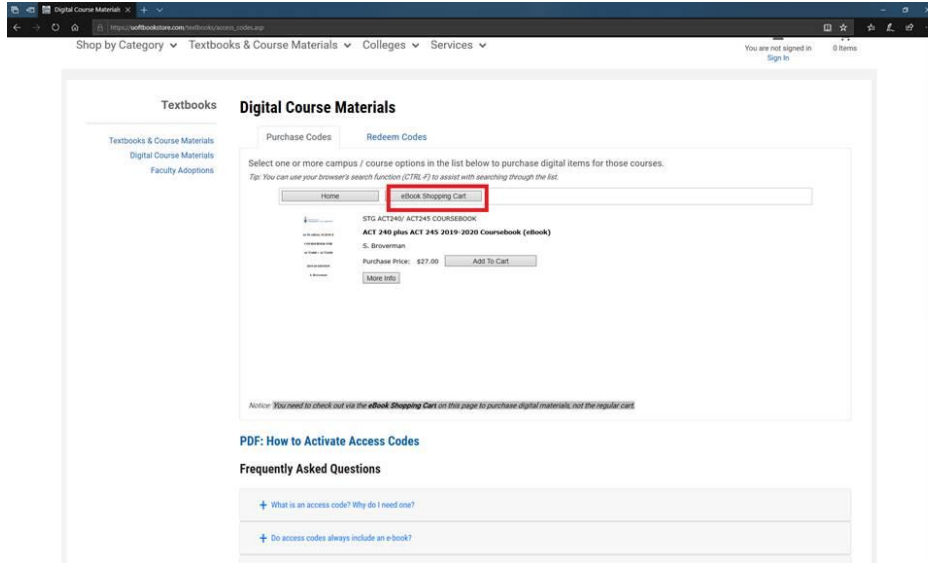 Digital Course Materials
https://uoftbookstore.com/textbooks/access_codes.asp
Shop by Category Textbooks & Course Materials Colleges Services
You are not signed in
Sign In
0 Items
Textbooks
Textbooks & Course Materials
Digital Course Materials
Faculty Adoptions
Digital Course Materials
Purchase Codes Redeem Codes
Select one or more campus / course options in the list below to purchase digital items for those courses.
Tip: You can use your browser's search function (CTRL-F) to assist with searching through the list.
Home eBook Shopping Cart
STG ACT240/ ACT245 COURSEBOOK
ACT 240 plus ACT 245 2019-2020 Coursebook (eBook)
S. Broverman
Purchase Price: $27.00 Add To Cart
More Info
Notice: You need to check out via the eBook Shopping Cart on this page to purchase digital materials, not the regular cart.
PDF: How to Activate Access Codes
Frequently Asked Questions
+ What is an access code? Why do I need one?
+ Do access codes always include an e-book?